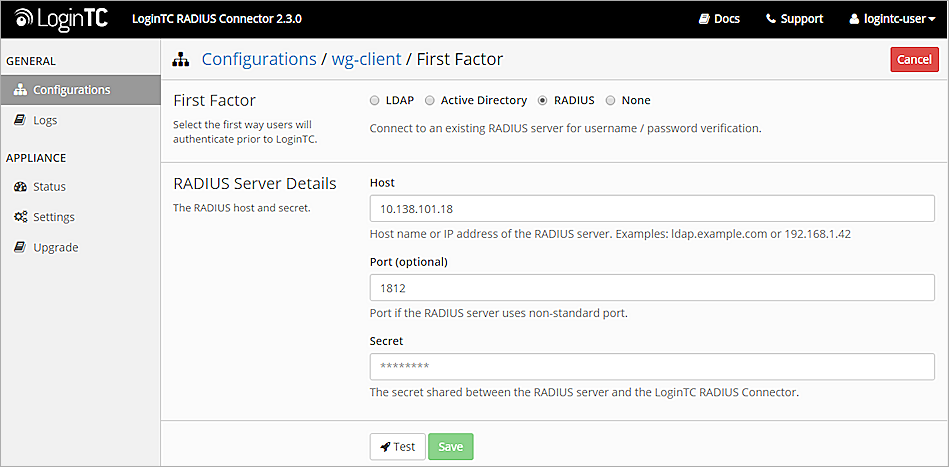 LoginTC
LoginTC RADIUS Connector 2.3.0
Docs
Support
logintc-user
GENERAL
Configurations
Logs
APPLIANCE
Status
Settings
Upgrade
Configurations / wg-client / First Factor
Cancel
First Factor
Select the first way users will
authenticate prior to LoginTC.
LDAP
Active Directory
RADIUS
None
Connect to an existing RADIUS server for username / password verification.
RADIUS Server Details
The RADIUS host and secret.
Host
10.138.101.18
Host name or IP address of the RADIUS server. Examples: ldap.example.com or 192.168.1.42
Port (optional)
1812
Port if the RADIUS server uses non-standard port.
Secret
********
The secret shared between the RADIUS server and the LoginTC RADIUS Connector.
Test
Save